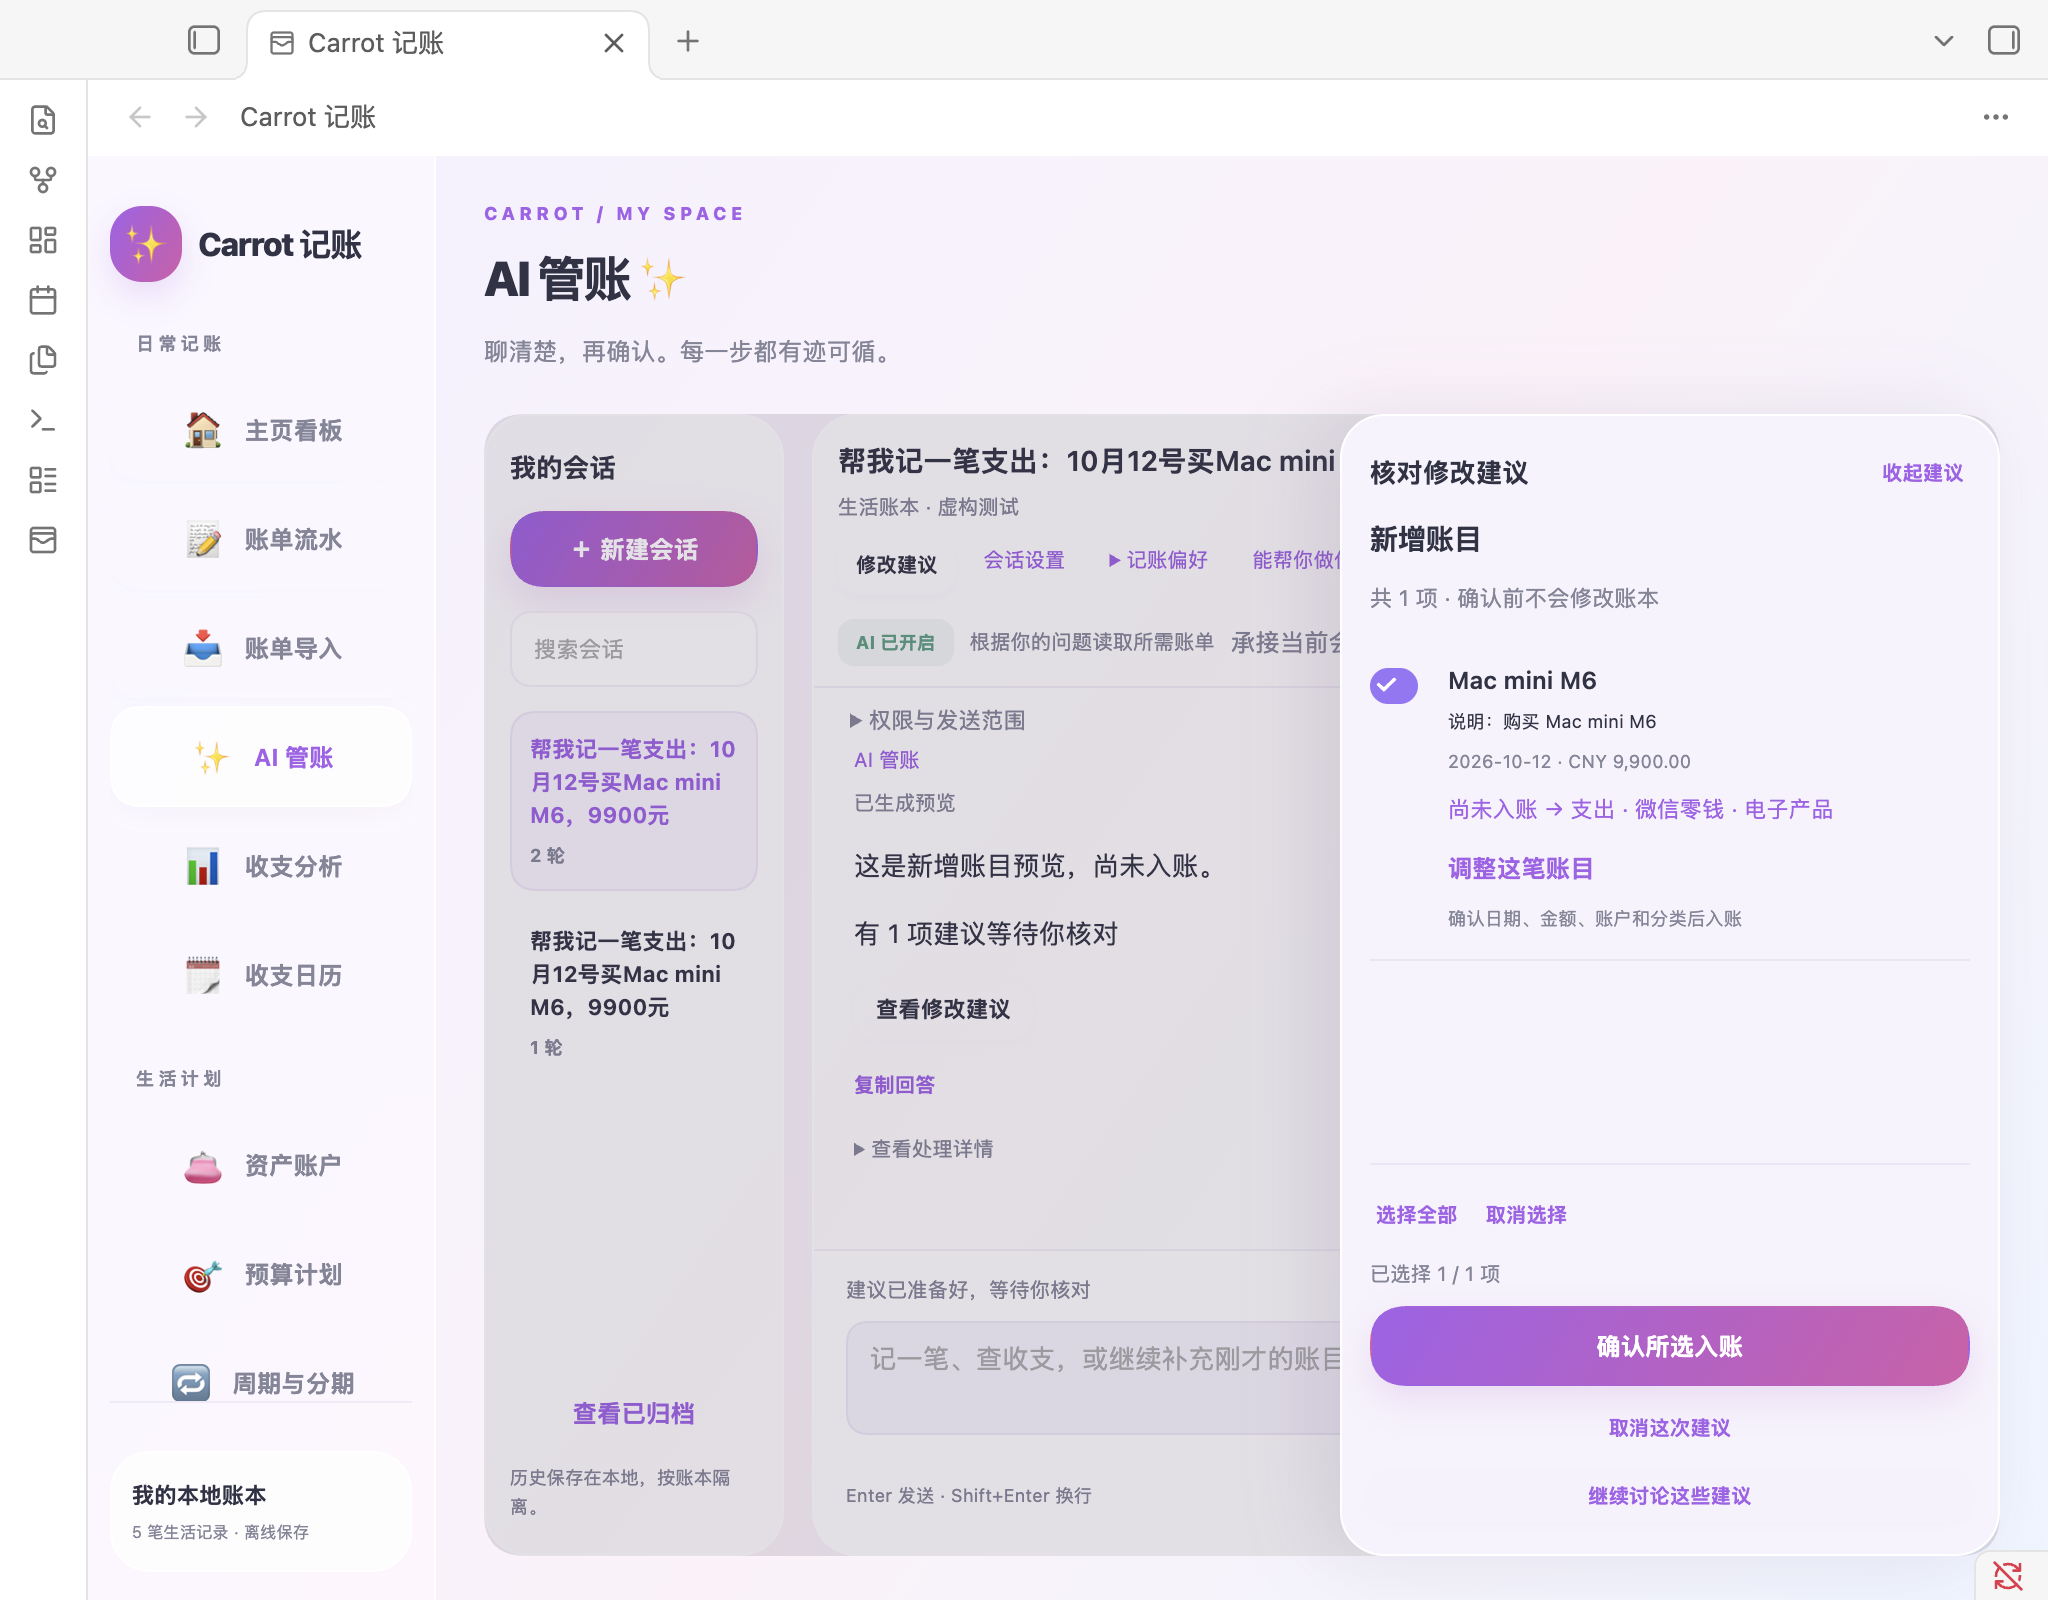 Carrot 记账
Carrot 记账
Carrot 记账
日常记账
主页看板
账单流水
账单导入
AI 管账
收支分析
收支日历
生活计划
资产账户
预算计划
周期与分期
我的本地账本
5 笔生活记录 · 离线保存
CARROT / MY SPACE
AI 管账
聊清楚，再确认。每一步都有迹可循。
我的会话
+ 新建会话
搜索会话
帮我记一笔支出：10
月12号买Mac mini
M6，9900元
2 轮
帮我记一笔支出：10
月12号买Mac mini
M6，9900元
1 轮
查看已归档
历史保存在本地，按账本隔
离。
帮我记一笔支出：10月12号买Mac mini
生活账本 · 虚构测试
修改建议 会话设置 ▶ 记账偏好 能帮你做
AI 已开启 根据你的问题读取所需账单 承接当前
▶ 权限与发送范围
AI 管账
已生成预览
这是新增账目预览，尚未入账。
有 1 项建议等待你核对
查看修改建议
复制回答
▶ 查看处理详情
建议已准备好，等待你核对
记一笔、查收支，或继续补充刚才的账目
Enter 发送 · Shift+Enter 换行
核对修改建议 收起建议
新增账目
共 1 项 · 确认前不会修改账本
Mac mini M6
说明：购买 Mac mini M6
2026-10-12 · CNY 9,900.00
尚未入账 → 支出 · 微信零钱 · 电子产品
调整这笔账目
确认日期、金额、账户和分类后入账
选择全部 取消选择
已选择 1 / 1 项
确认所选入账
取消这次建议
继续讨论这些建议